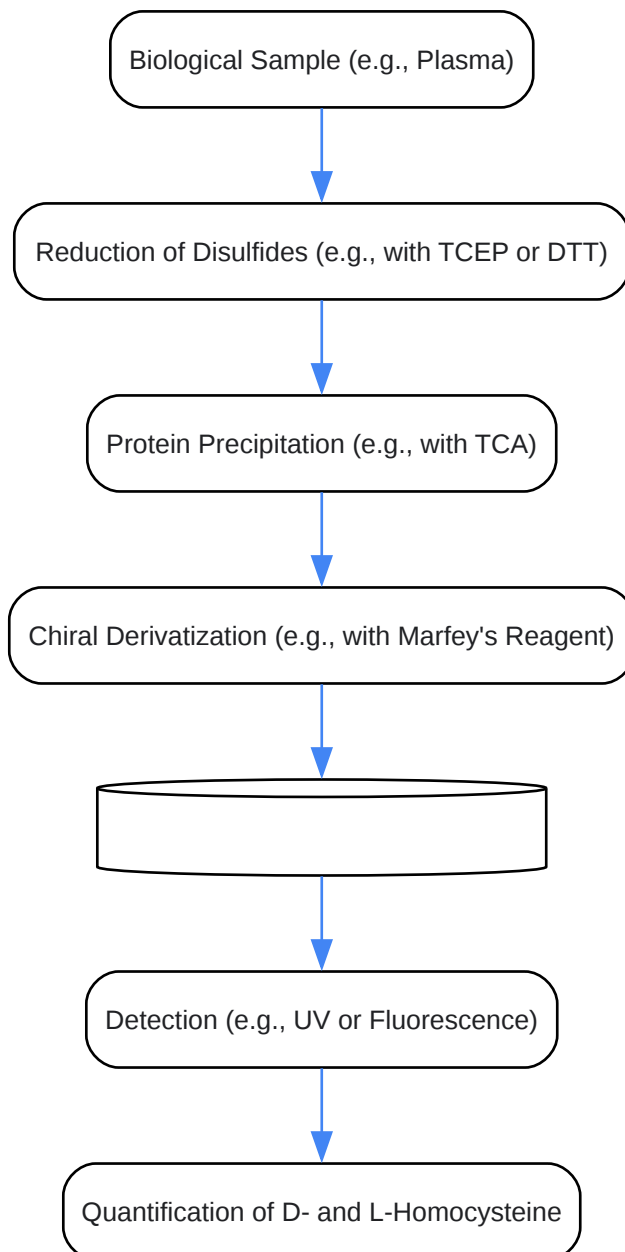 Biological Sample (e.g., Plasma)
Reduction of Disulfides (e.g., with TCEP or DTT)
Protein Precipitation (e.g., with TCA)
Chiral Derivatization (e.g., with Marfey's Reagent)
Detection (e.g., UV or Fluorescence)
Quantification of D- and L-Homocysteine